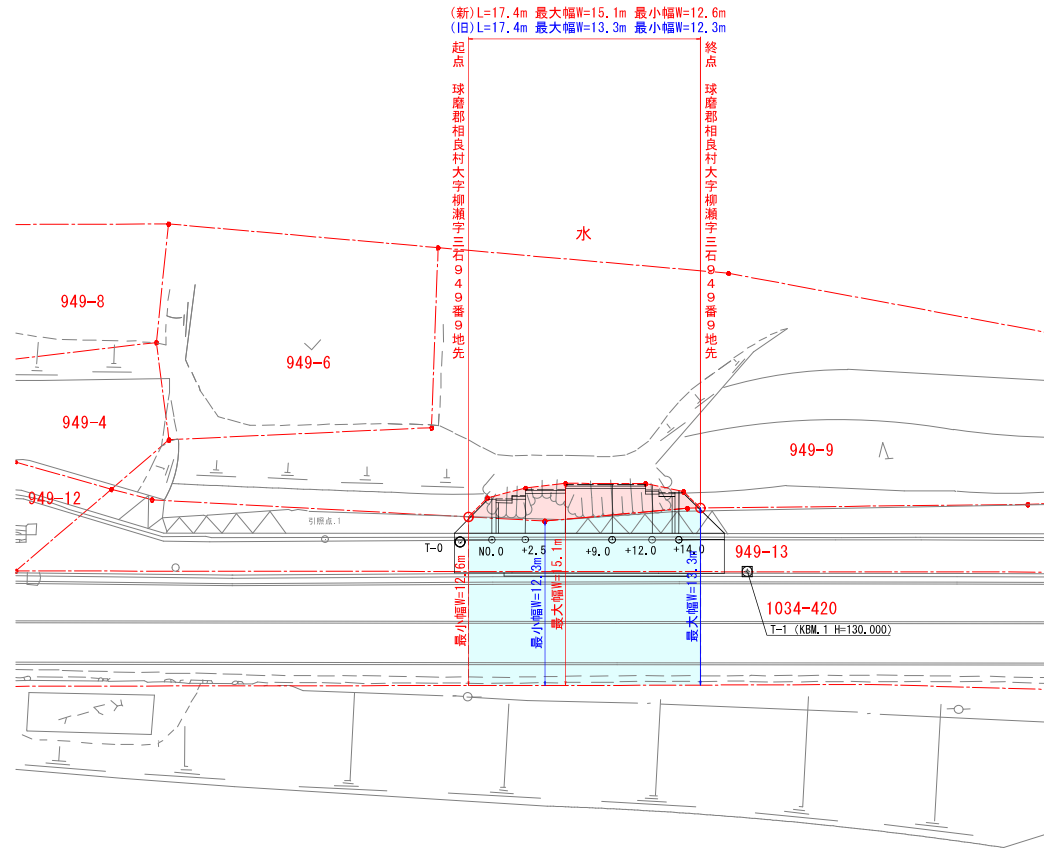 (新)L=17.4m 最大幅W=15.1m 最小幅W=12.6m
(旧)L=17.4m 最大幅W=13.3m 最小幅W=12.3m
起点 球磨郡相良村大字柳瀬字三石949番9地先
終点 球磨郡相良村大字柳瀬字三石949番9地先
水
949-8
949-6
949-4
949-9
949-12
引照点.1
T-0
NO.0
+2.5
+9.0
+12.0
+14.0
949-13
最小幅W=12.6m
最小幅W=12.3m
最大幅W=15.1m
最大幅W=13.3m
1034-420
T-1 (KBM.1 H=130.000)